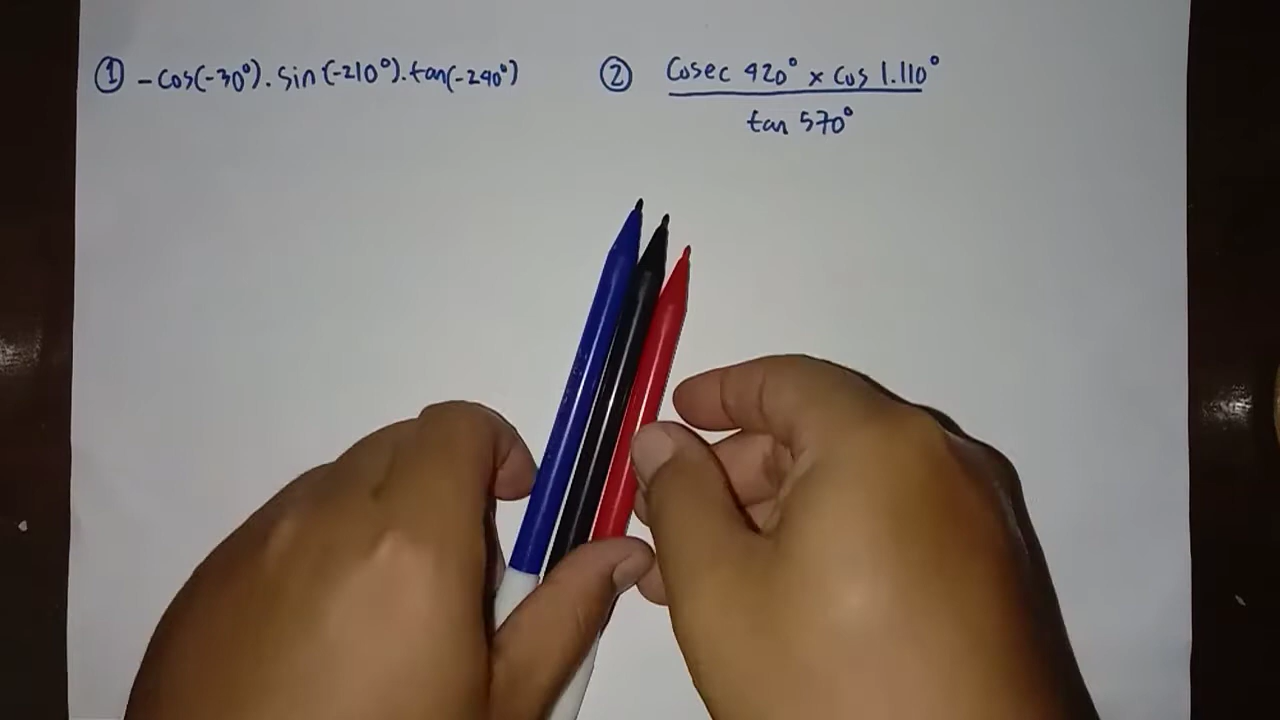 ① -cos(-30°).sin(-210°).tan(-240°)
② Cosec 420° x cos 1.110°
tan 570°